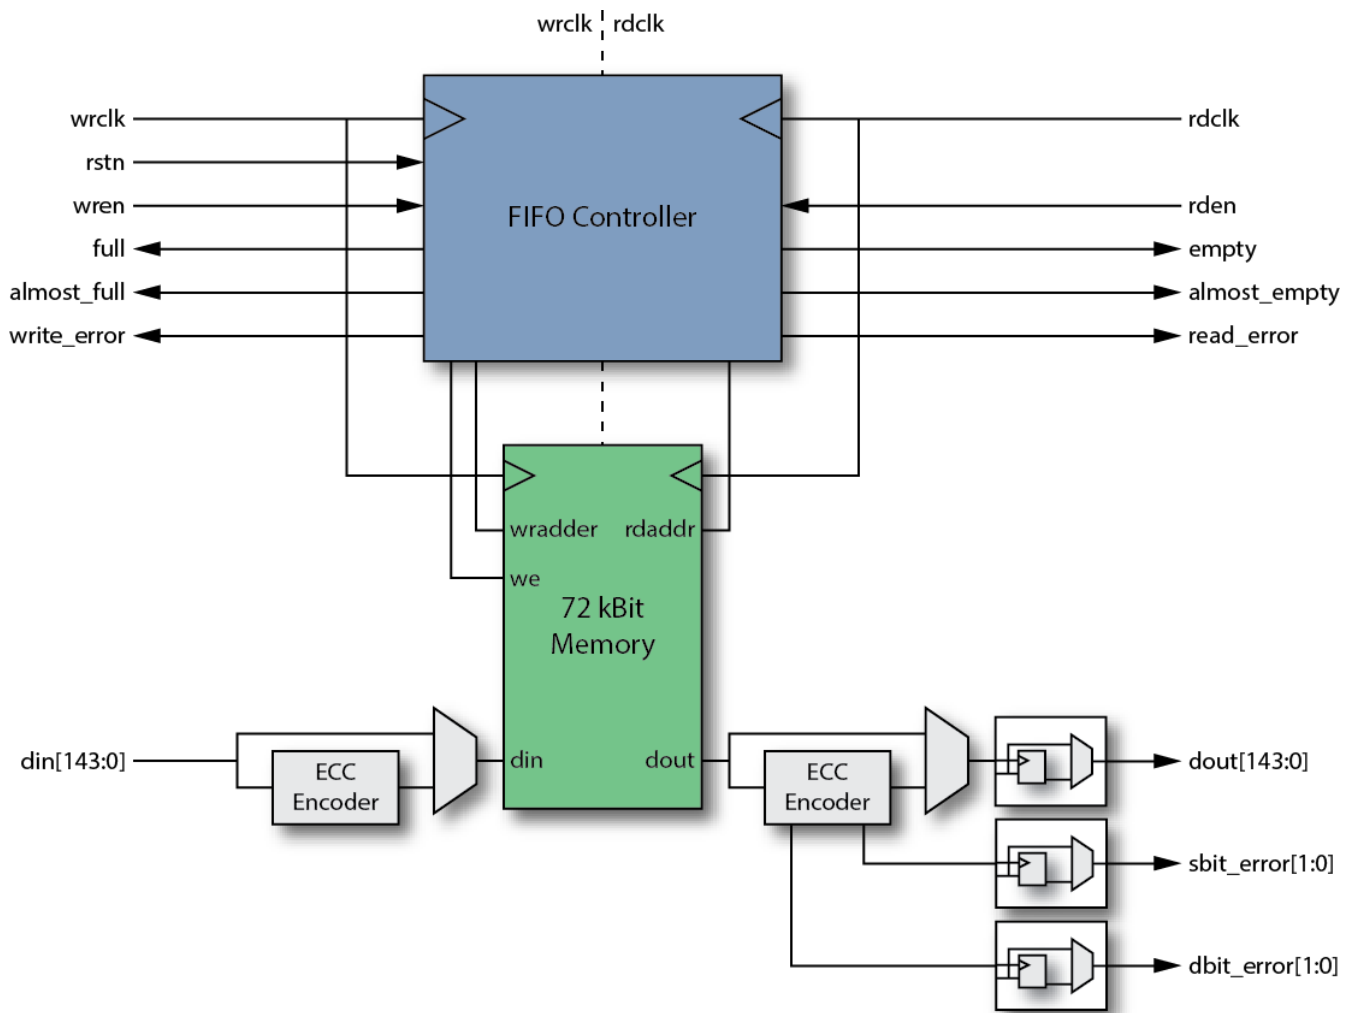 wrclk rdclk
wrclk
rstn
wren
full
almost_full
write_error
FIFO Controller
rdclk
rden
empty
almost_empty
read_error
wradder rdaddr
we
72 kBit
Memory
din dout
din[143:0]
ECC
Encoder
ECC
Encoder
dout[143:0]
sbit_error[1:0]
dbit_error[1:0]